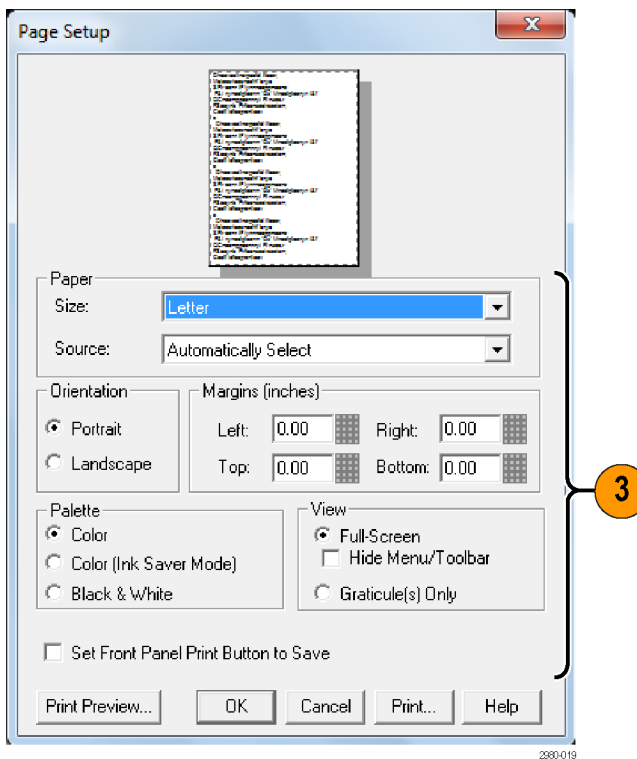 Page Setup
Paper
Size: Letter
Source: Automatically Select
Orientation
Portrait
Landscape
Margins (inches)
Left: 0.00 Right: 0.00
Top: 0.00 Bottom: 0.00
Palette
Color
Color (Ink Saver Mode)
Black & White
View
Full-Screen
Hide Menu/Toolbar
Graticule(s) Only
3
Set Front Panel Print Button to Save
Print Preview... OK Cancel Print... Help
2980-019